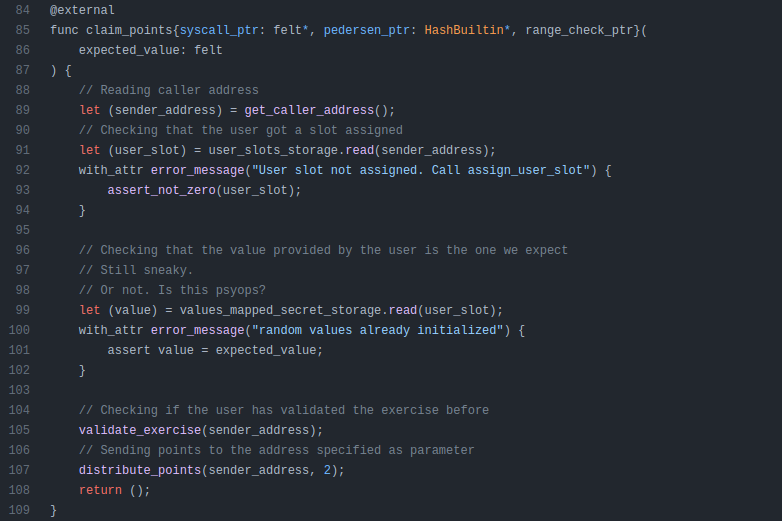 84 @external
85 func claim_points{syscall_ptr: felt*, pedersen_ptr: HashBuiltin*, range_check_ptr}(
86     expected_value: felt
87 ) {
88     // Reading caller address
89     let (sender_address) = get_caller_address();
90     // Checking that the user got a slot assigned
91     let (user_slot) = user_slots_storage.read(sender_address);
92     with_attr error_message("User slot not assigned. Call assign_user_slot") {
93         assert_not_zero(user_slot);
94     }
95
96     // Checking that the value provided by the user is the one we expect
97     // Still sneaky.
98     // Or not. Is this psyops?
99     let (value) = values_mapped_secret_storage.read(user_slot);
100     with_attr error_message("random values already initialized") {
101         assert value = expected_value;
102     }
103
104     // Checking if the user has validated the exercise before
105     validate_exercise(sender_address);
106     // Sending points to the address specified as parameter
107     distribute_points(sender_address, 2);
108     return ();
109 }